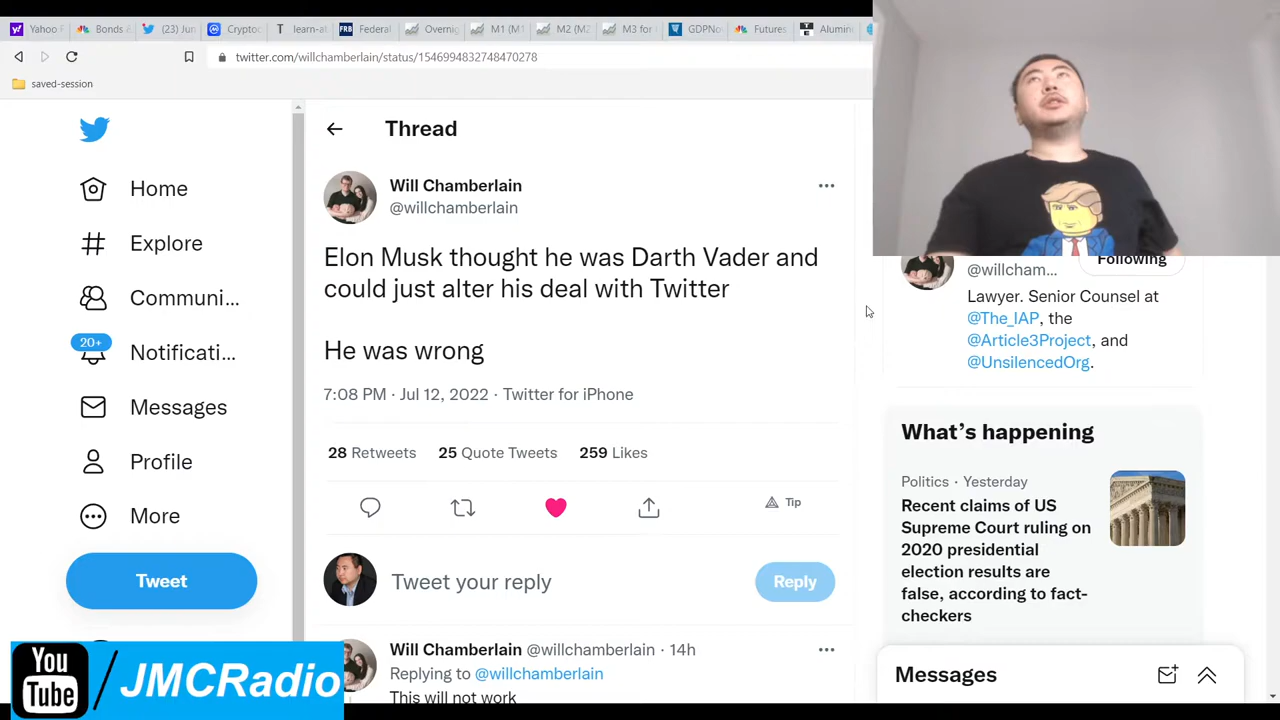 Yahoo F
Bonds &
(23) Jun
Cryptoc
learn-al
FRB
Federal
Overnig
M1 (M1
M2 (M2
M3 for
GDPNo
Futures
Alumin
twitter.com/willchamberlain/status/1546994832748470278
saved-session
Home
Explore
Communi...
20+
Notificati...
Messages
Profile
More
Tweet
Thread
Will Chamberlain
@willchamberlain
Elon Musk thought he was Darth Vader and
could just alter his deal with Twitter
He was wrong
7:08 PM · Jul 12, 2022 · Twitter for iPhone
28 Retweets 25 Quote Tweets 259 Likes
Tip
Tweet your reply
Reply
Will Chamberlain @willchamberlain · 14h
Replying to @willchamberlain
This will not work
@willcham...
Following
Lawyer. Senior Counsel at
@The_IAP, the
@Article3Project, and
@UnsilencedOrg.
What's happening
Politics · Yesterday
Recent claims of US
Supreme Court ruling on
2020 presidential
election results are
false, according to fact-
checkers
Messages
You
Tube
/JMCRadio